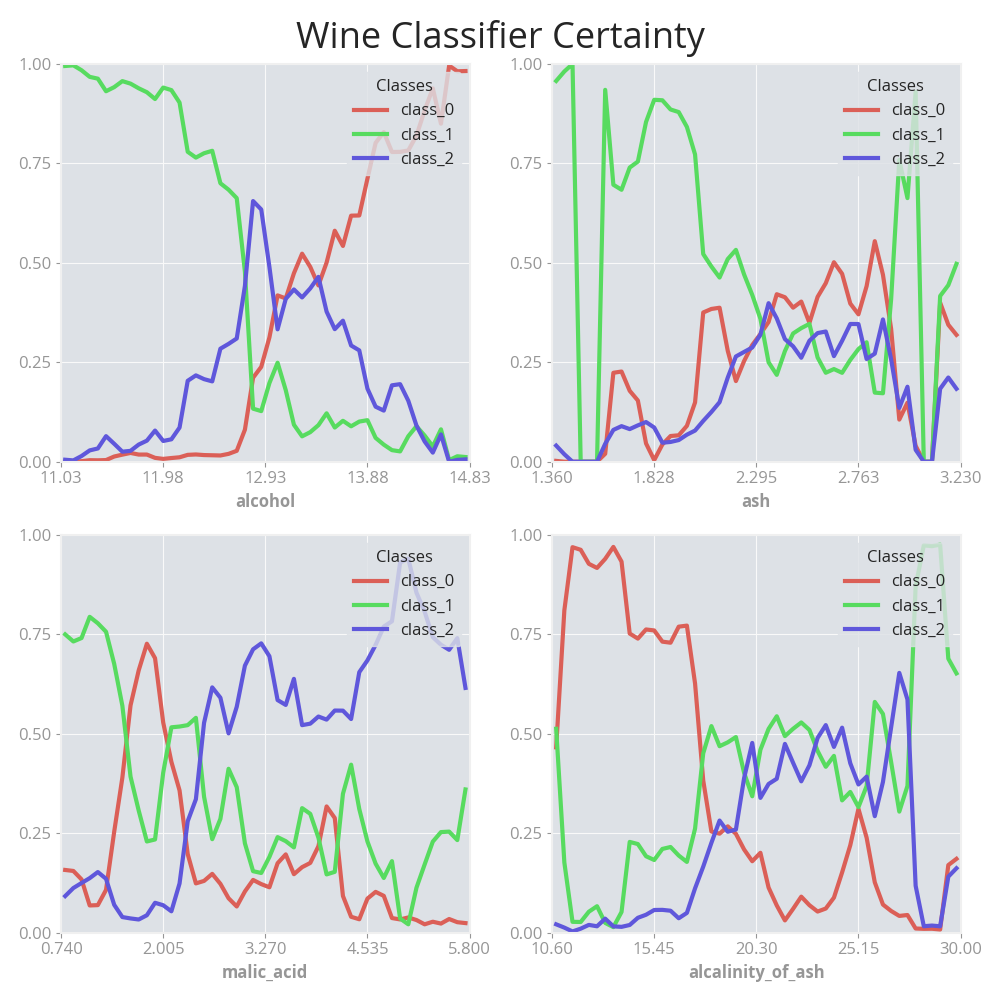 Wine Classifier Certainty
1.00
0.75
0.50
0.25
0.00
11.03 11.98 12.93 13.88 14.83
alcohol
Classes
class_0
class_1
class_2
1.00
0.75
0.50
0.25
0.00
1.360 1.828 2.295 2.763 3.230
ash
Classes
class_0
class_1
class_2
1.00
0.75
0.50
0.25
0.00
0.740 2.005 3.270 4.535 5.800
malic_acid
Classes
class_0
class_1
class_2
1.00
0.75
0.50
0.25
0.00
10.60 15.45 20.30 25.15 30.00
alcalinity_of_ash
Classes
class_0
class_1
class_2